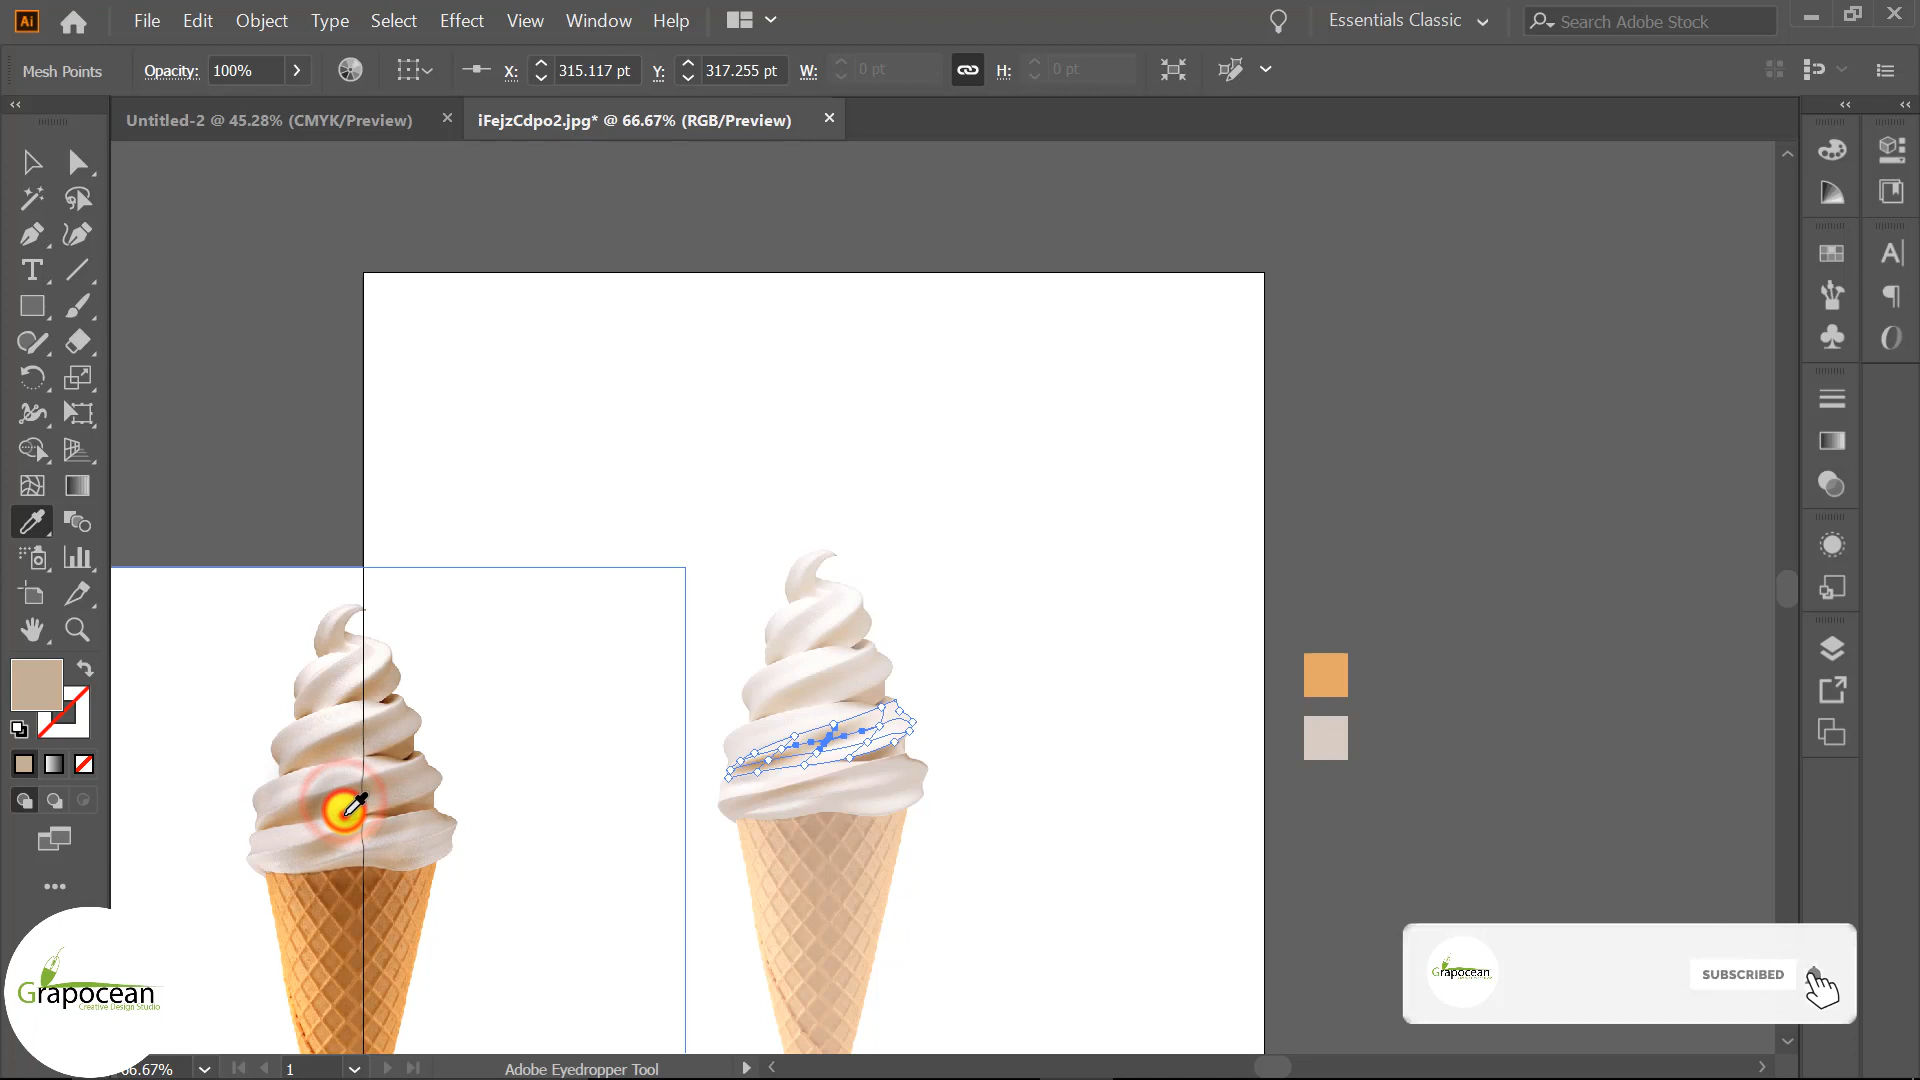 Ai File Edit Object Type Select Effect View Window Help Essentials Classic Search Adobe Stock
Mesh Points Opacity: 100% X: 315.117 pt Y: 317.255 pt W: 0 pt H: 0 pt
Untitled-2 @ 45.28% (CMYK/Preview) iFejzCdpo2.jpg* @ 66.67% (RGB/Preview)
Grapocean
SUBSCRIBED
Grapocean
Creative Design Studio
66.67% 1 Adobe Eyedropper Tool